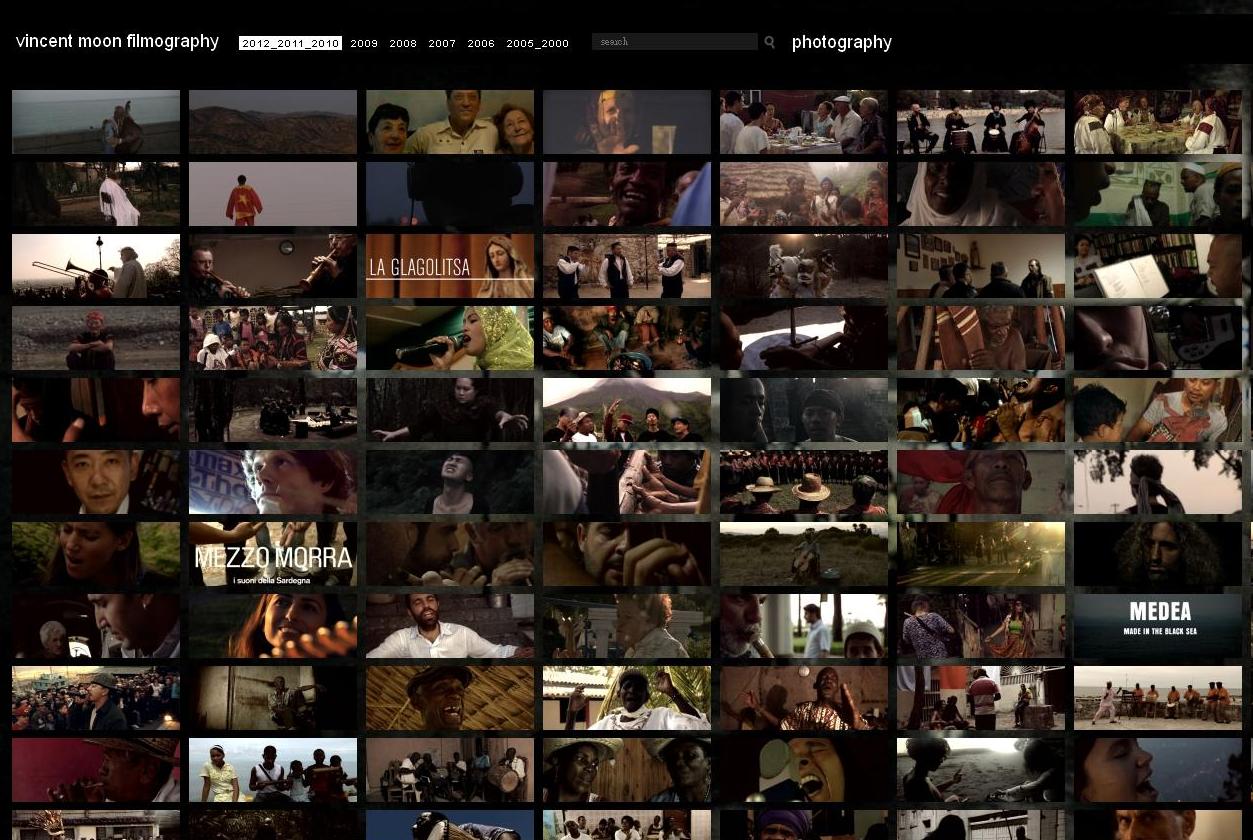 vincent moon filmography 2012_2011_2010 2009 2008 2007 2006 2005_2000 search photography
LA GLAGOLITSA
MEZZO MORRA
i suoni della Sardegna
MEDEA
MADE IN THE BLACK SEA